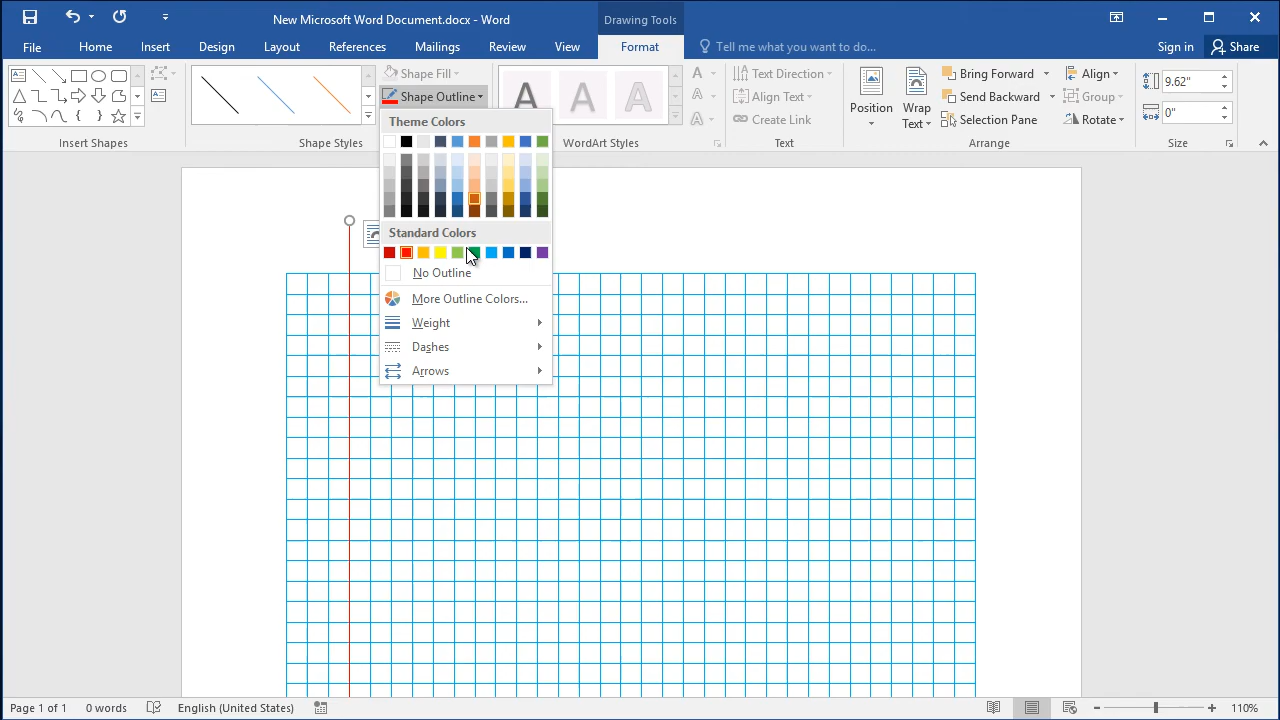 New Microsoft Word Document.docx - Word
Drawing Tools
File Home Insert Design Layout References Mailings Review View Format Tell me what you want to do... Sign in Share
Shape Fill
Shape Outline
Insert Shapes
Shape Styles
A A A
WordArt Styles
A
A
A
Text Direction
Align Text
Create Link
Text
Position
Wrap
Text
Bring Forward
Send Backward
Selection Pane
Align
Group
Rotate
Arrange
9.62"
0"
Size
Theme Colors
Standard Colors
No Outline
More Outline Colors...
Weight
Dashes
Arrows
Page 1 of 1 0 words English (United States) 110%